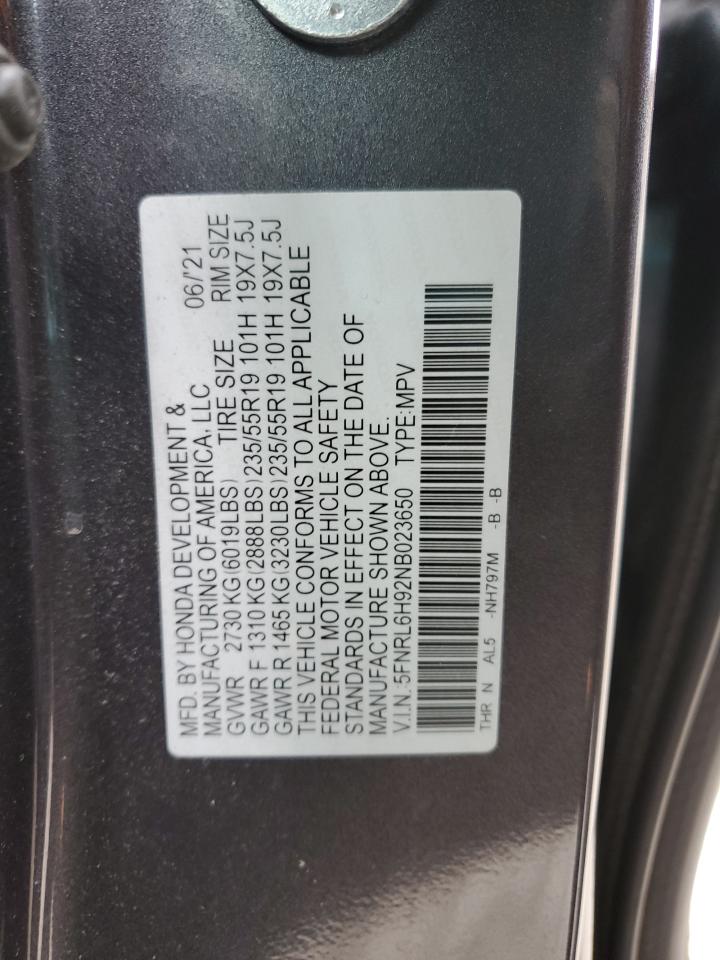 MFD. BY HONDA DEVELOPMENT &
MANUFACTURING OF AMERICA, LLC 06/'21
GVWR 2730 KG (6019LBS) TIRE SIZE RIM SIZE
GAWR F 1310 KG (2888LBS) 235/55R19 101H 19X7.5J
GAWR R 1465 KG (3230LBS) 235/55R19 101H 19X7.5J
THIS VEHICLE CONFORMS TO ALL APPLICABLE
FEDERAL MOTOR VEHICLE SAFETY
STANDARDS IN EFFECT ON THE DATE OF
MANUFACTURE SHOWN ABOVE.
V.I.N.:5FNRL6H92NB023650 TYPE:MPV
THR N AL5 -NH797M -B -B